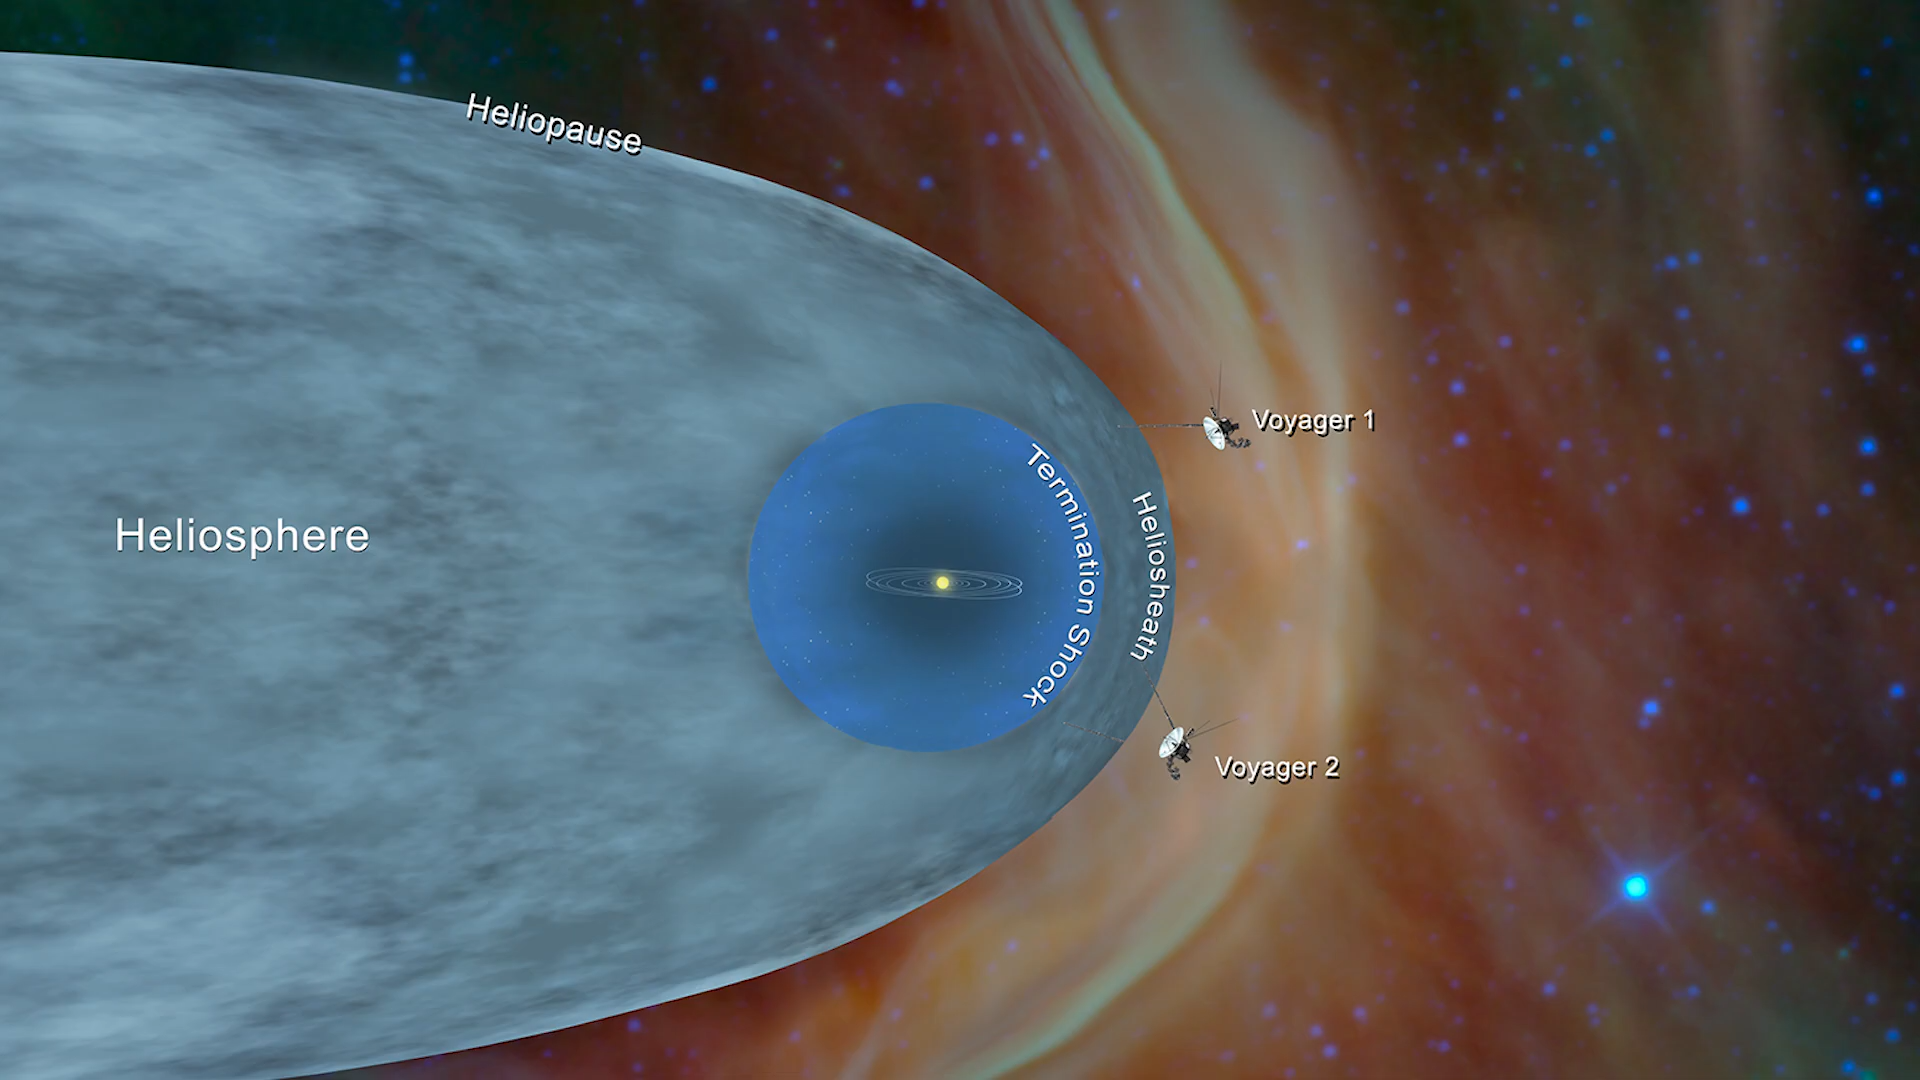 Heliopause
Voyager 1
Termination Shock
Heliosheath
Heliosphere
Voyager 2